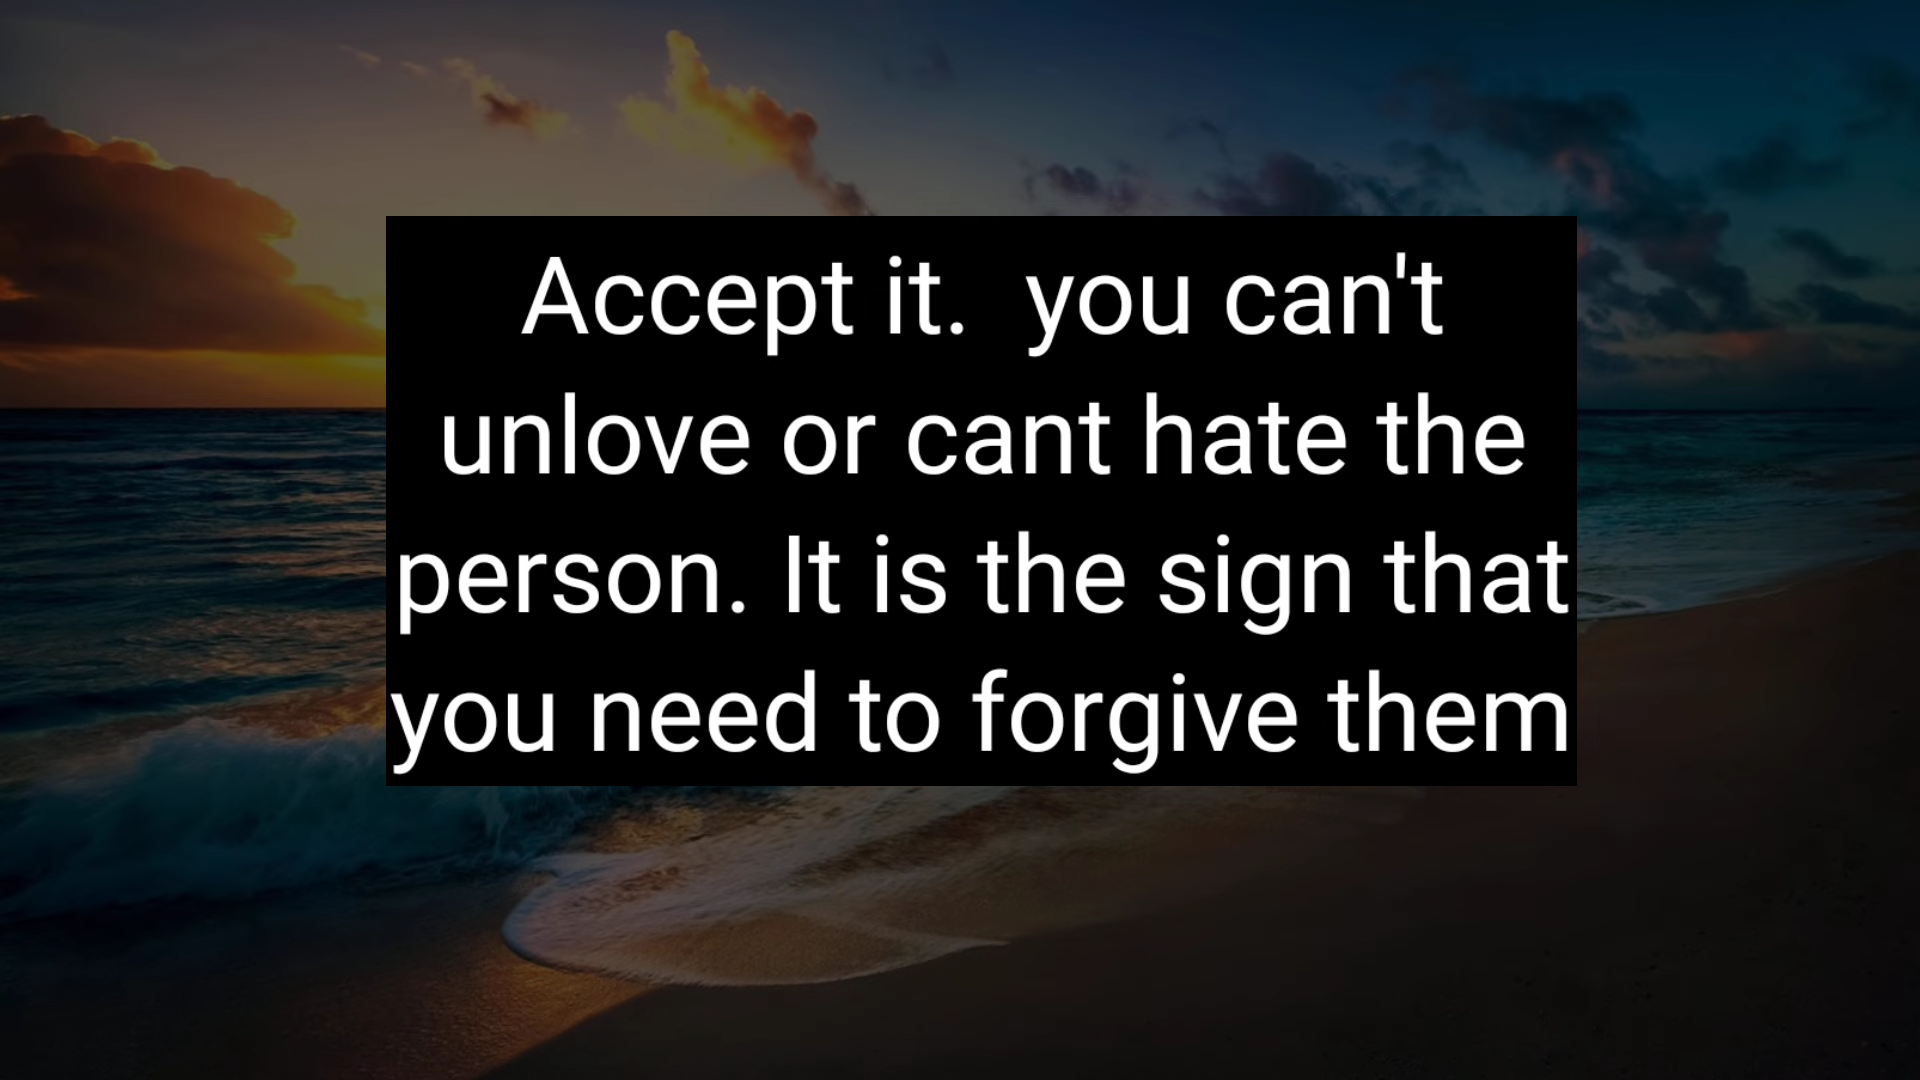 Accept it.  you can't
unlove or cant hate the
person. It is the sign that
you need to forgive them